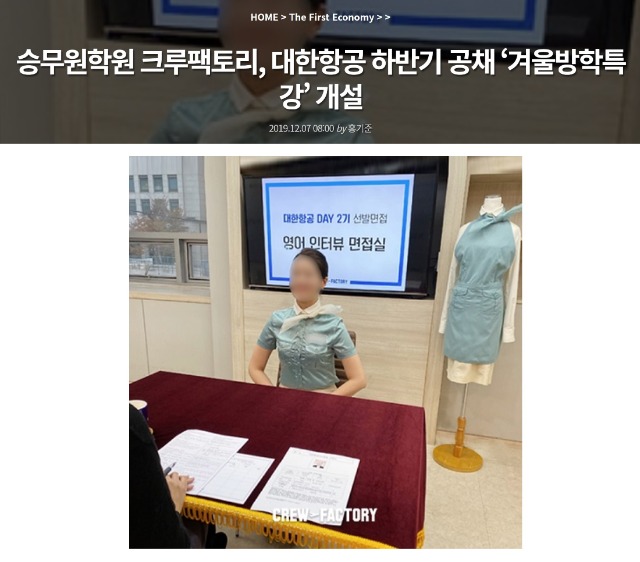 HOME > The First Economy > >
승무원학원 크루팩토리, 대한항공 하반기 공채 ‘겨울방학특
강’ 개설
2019.12.07 08:00 by 홍기준
대한항공 DAY 2기 선발면접
영어 인터뷰 면접실
CREW FACTORY